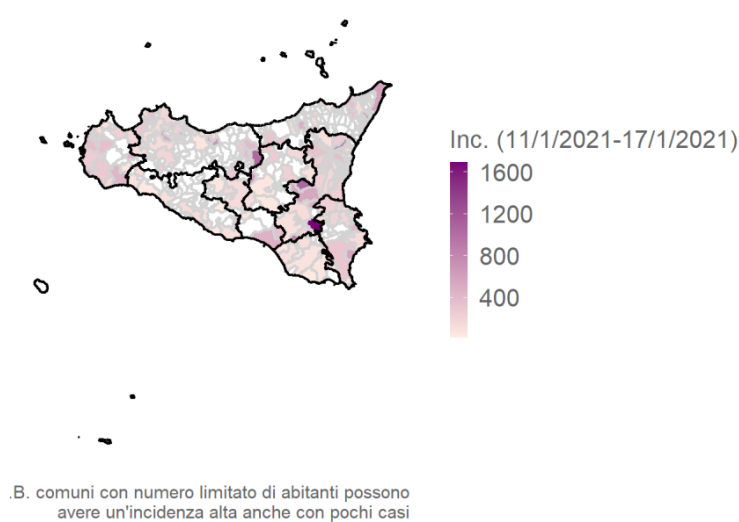 Inc. (11/1/2021-17/1/2021)
1600
1200
800
400
.B. comuni con numero limitato di abitanti possono
avere un'incidenza alta anche con pochi casi